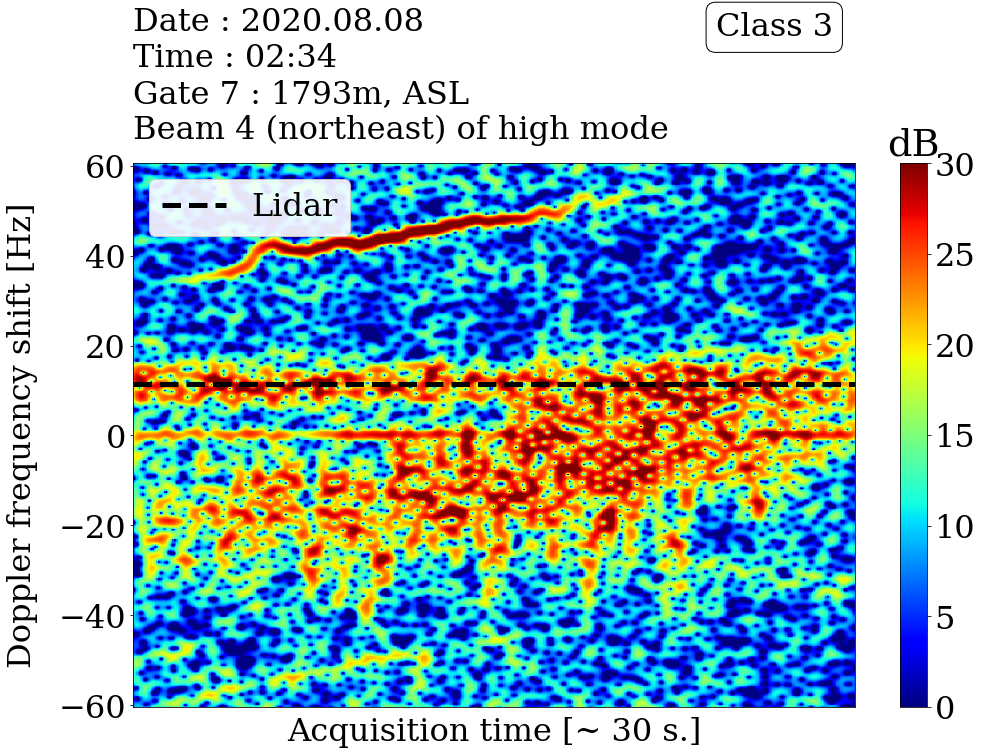 Date : 2020.08.08
Time : 02:34
Gate 7 : 1793m, ASL
Beam 4 (northeast) of high mode
Class 3
dB
Lidar
Doppler frequency shift [Hz]
60
40
20
0
−20
−40
−60
30
25
20
15
10
5
0
Acquisition time [~ 30 s.]